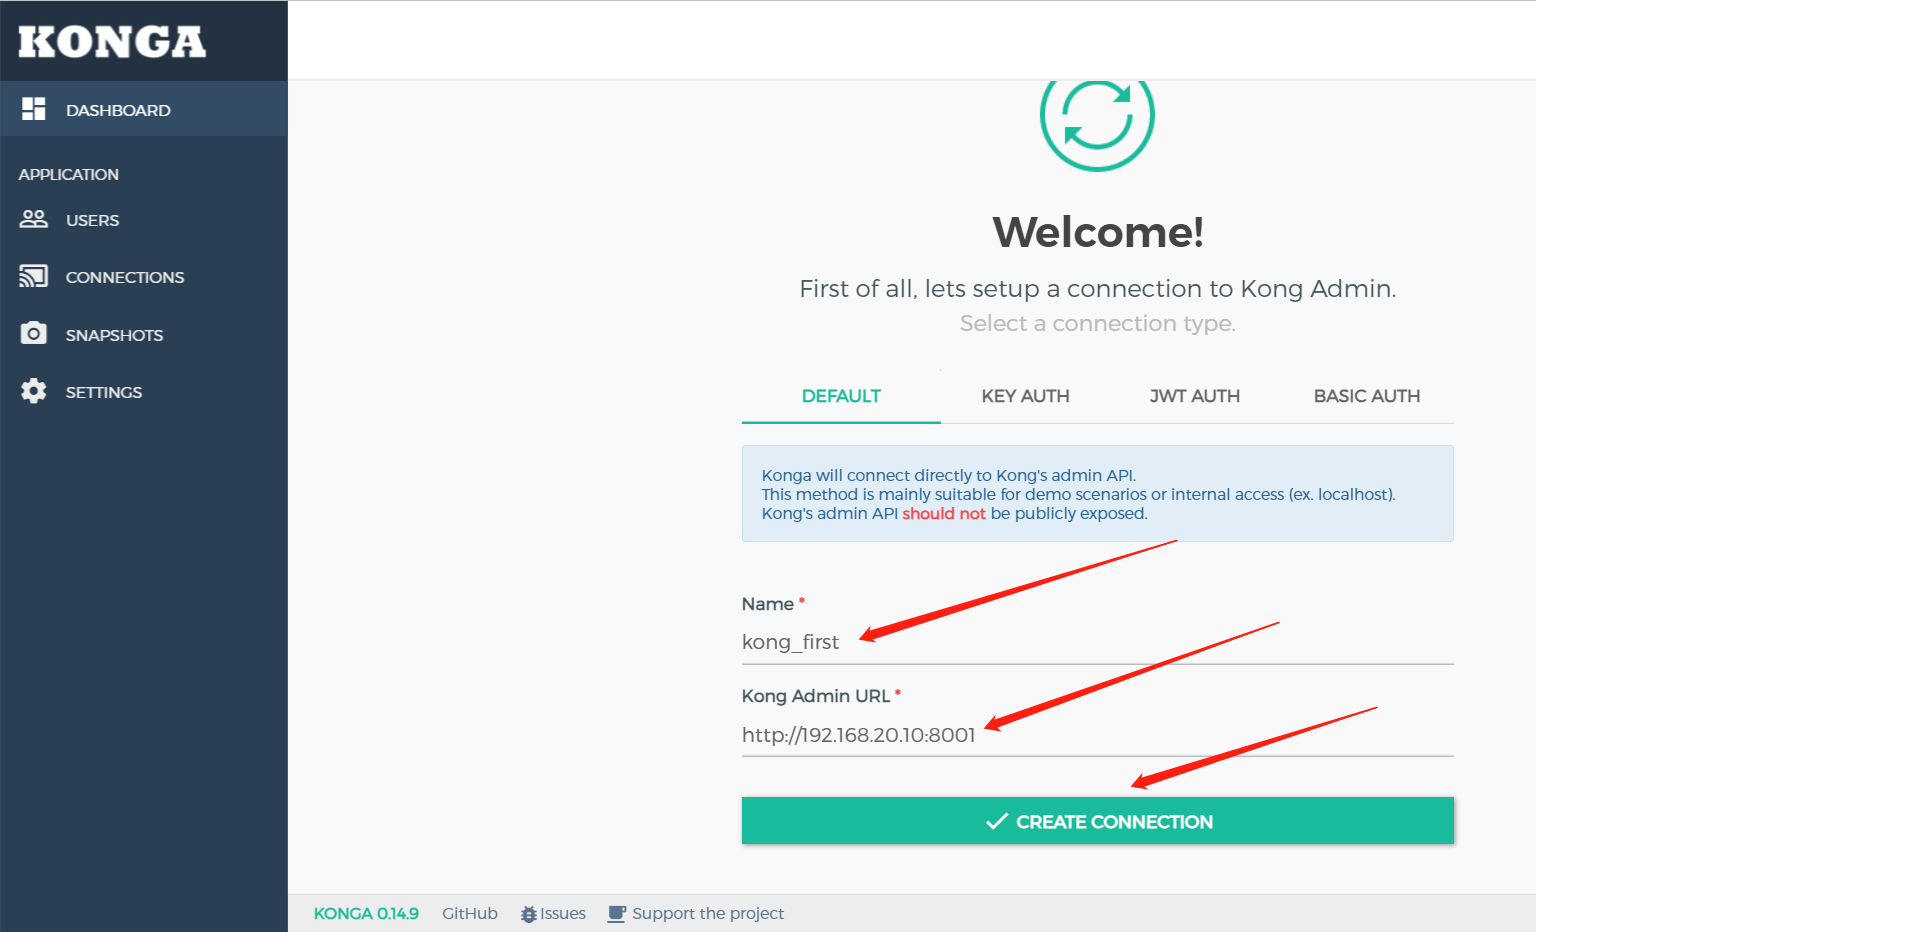 KONGA
DASHBOARD
APPLICATION
USERS
CONNECTIONS
SNAPSHOTS
SETTINGS
Welcome!
First of all, lets setup a connection to Kong Admin.
Select a connection type.
DEFAULT KEY AUTH JWT AUTH BASIC AUTH
Konga will connect directly to Kong's admin API.
This method is mainly suitable for demo scenarios or internal access (ex. localhost).
Kong's admin API should not be publicly exposed.
Name *
kong_first
Kong Admin URL *
http://192.168.20.10:8001
CREATE CONNECTION
KONGA 0.14.9 GitHub Issues Support the project